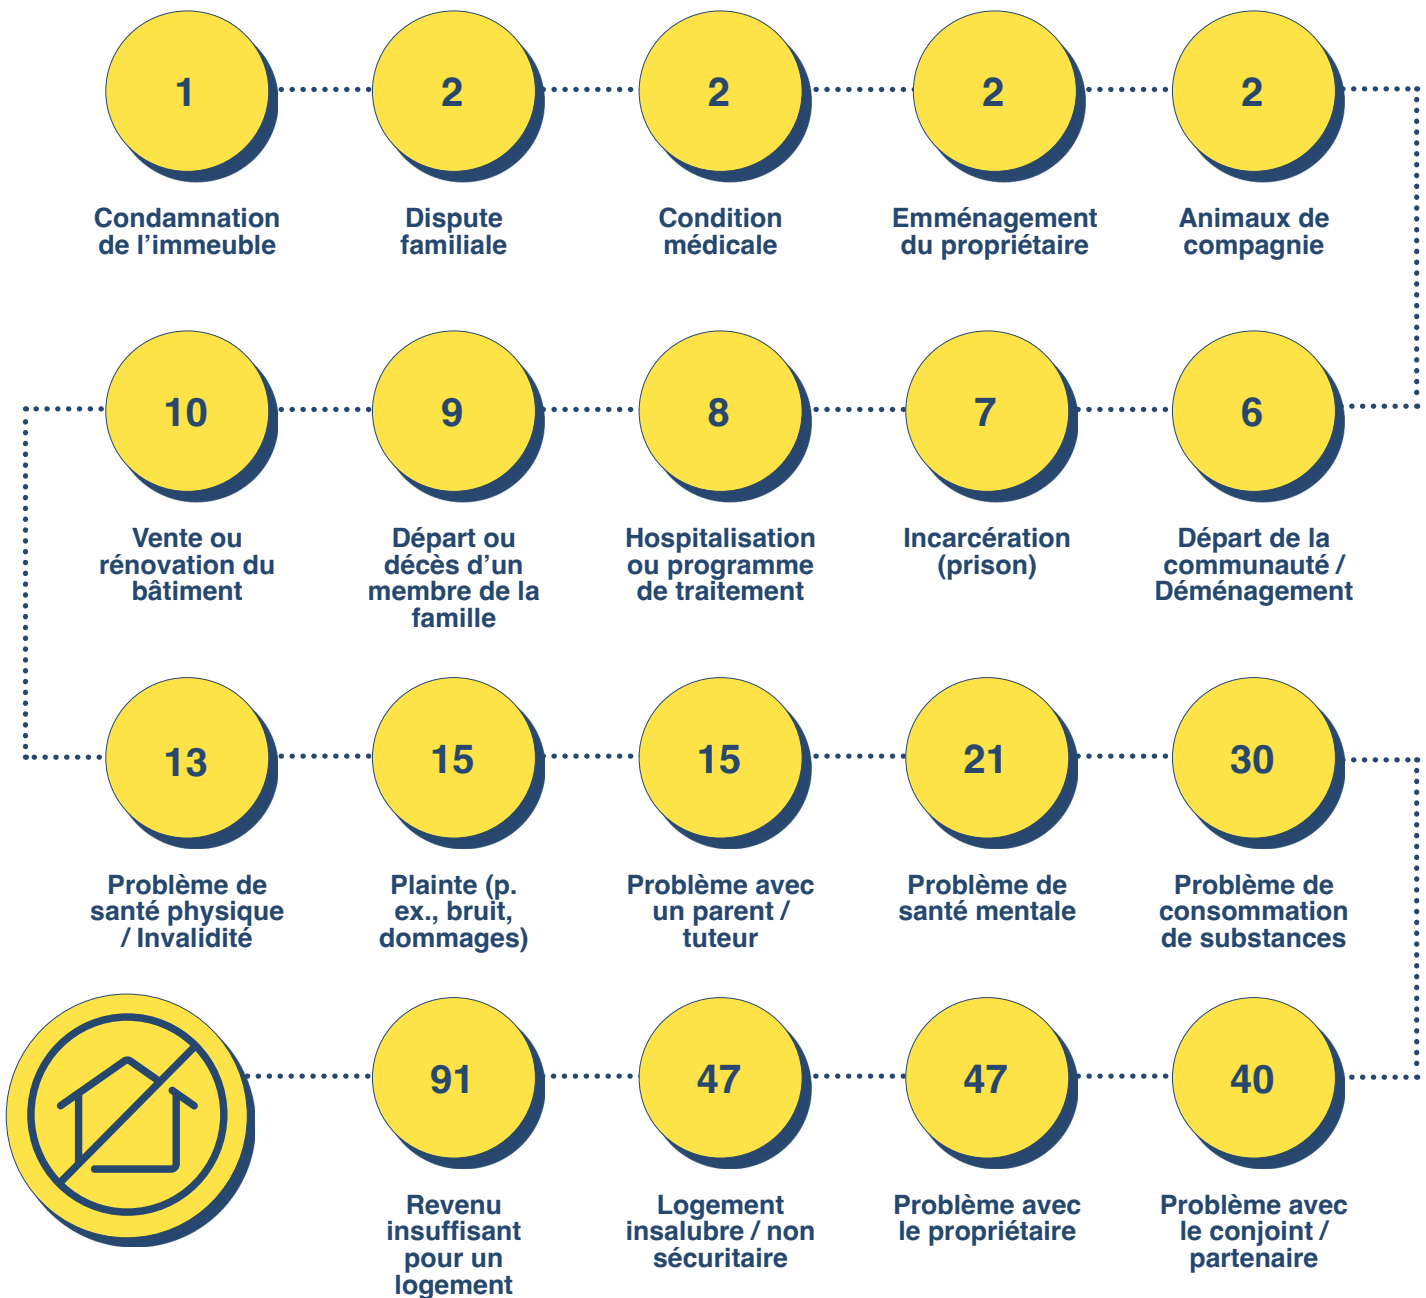 1
2
2
2
2
Condamnation
de l’immeuble
Dispute
familiale
Condition
médicale
Emménagement
du propriétaire
Animaux de
compagnie
10
9
8
7
6
Vente ou
rénovation du
bâtiment
Départ ou
décès d’un
membre de la
famille
Hospitalisation
ou programme
de traitement
Incarcération
(prison)
Départ de la
communauté /
Déménagement
13
15
15
21
30
Problème de
santé physique
/ Invalidité
Plainte (p.
ex., bruit,
dommages)
Problème avec
un parent /
tuteur
Problème de
santé mentale
Problème de
consommation
de substances
91
47
47
40
Revenu
insuffisant
pour un
logement
Logement
insalubre / non
sécuritaire
Problème avec
le propriétaire
Problème avec
le conjoint /
partenaire